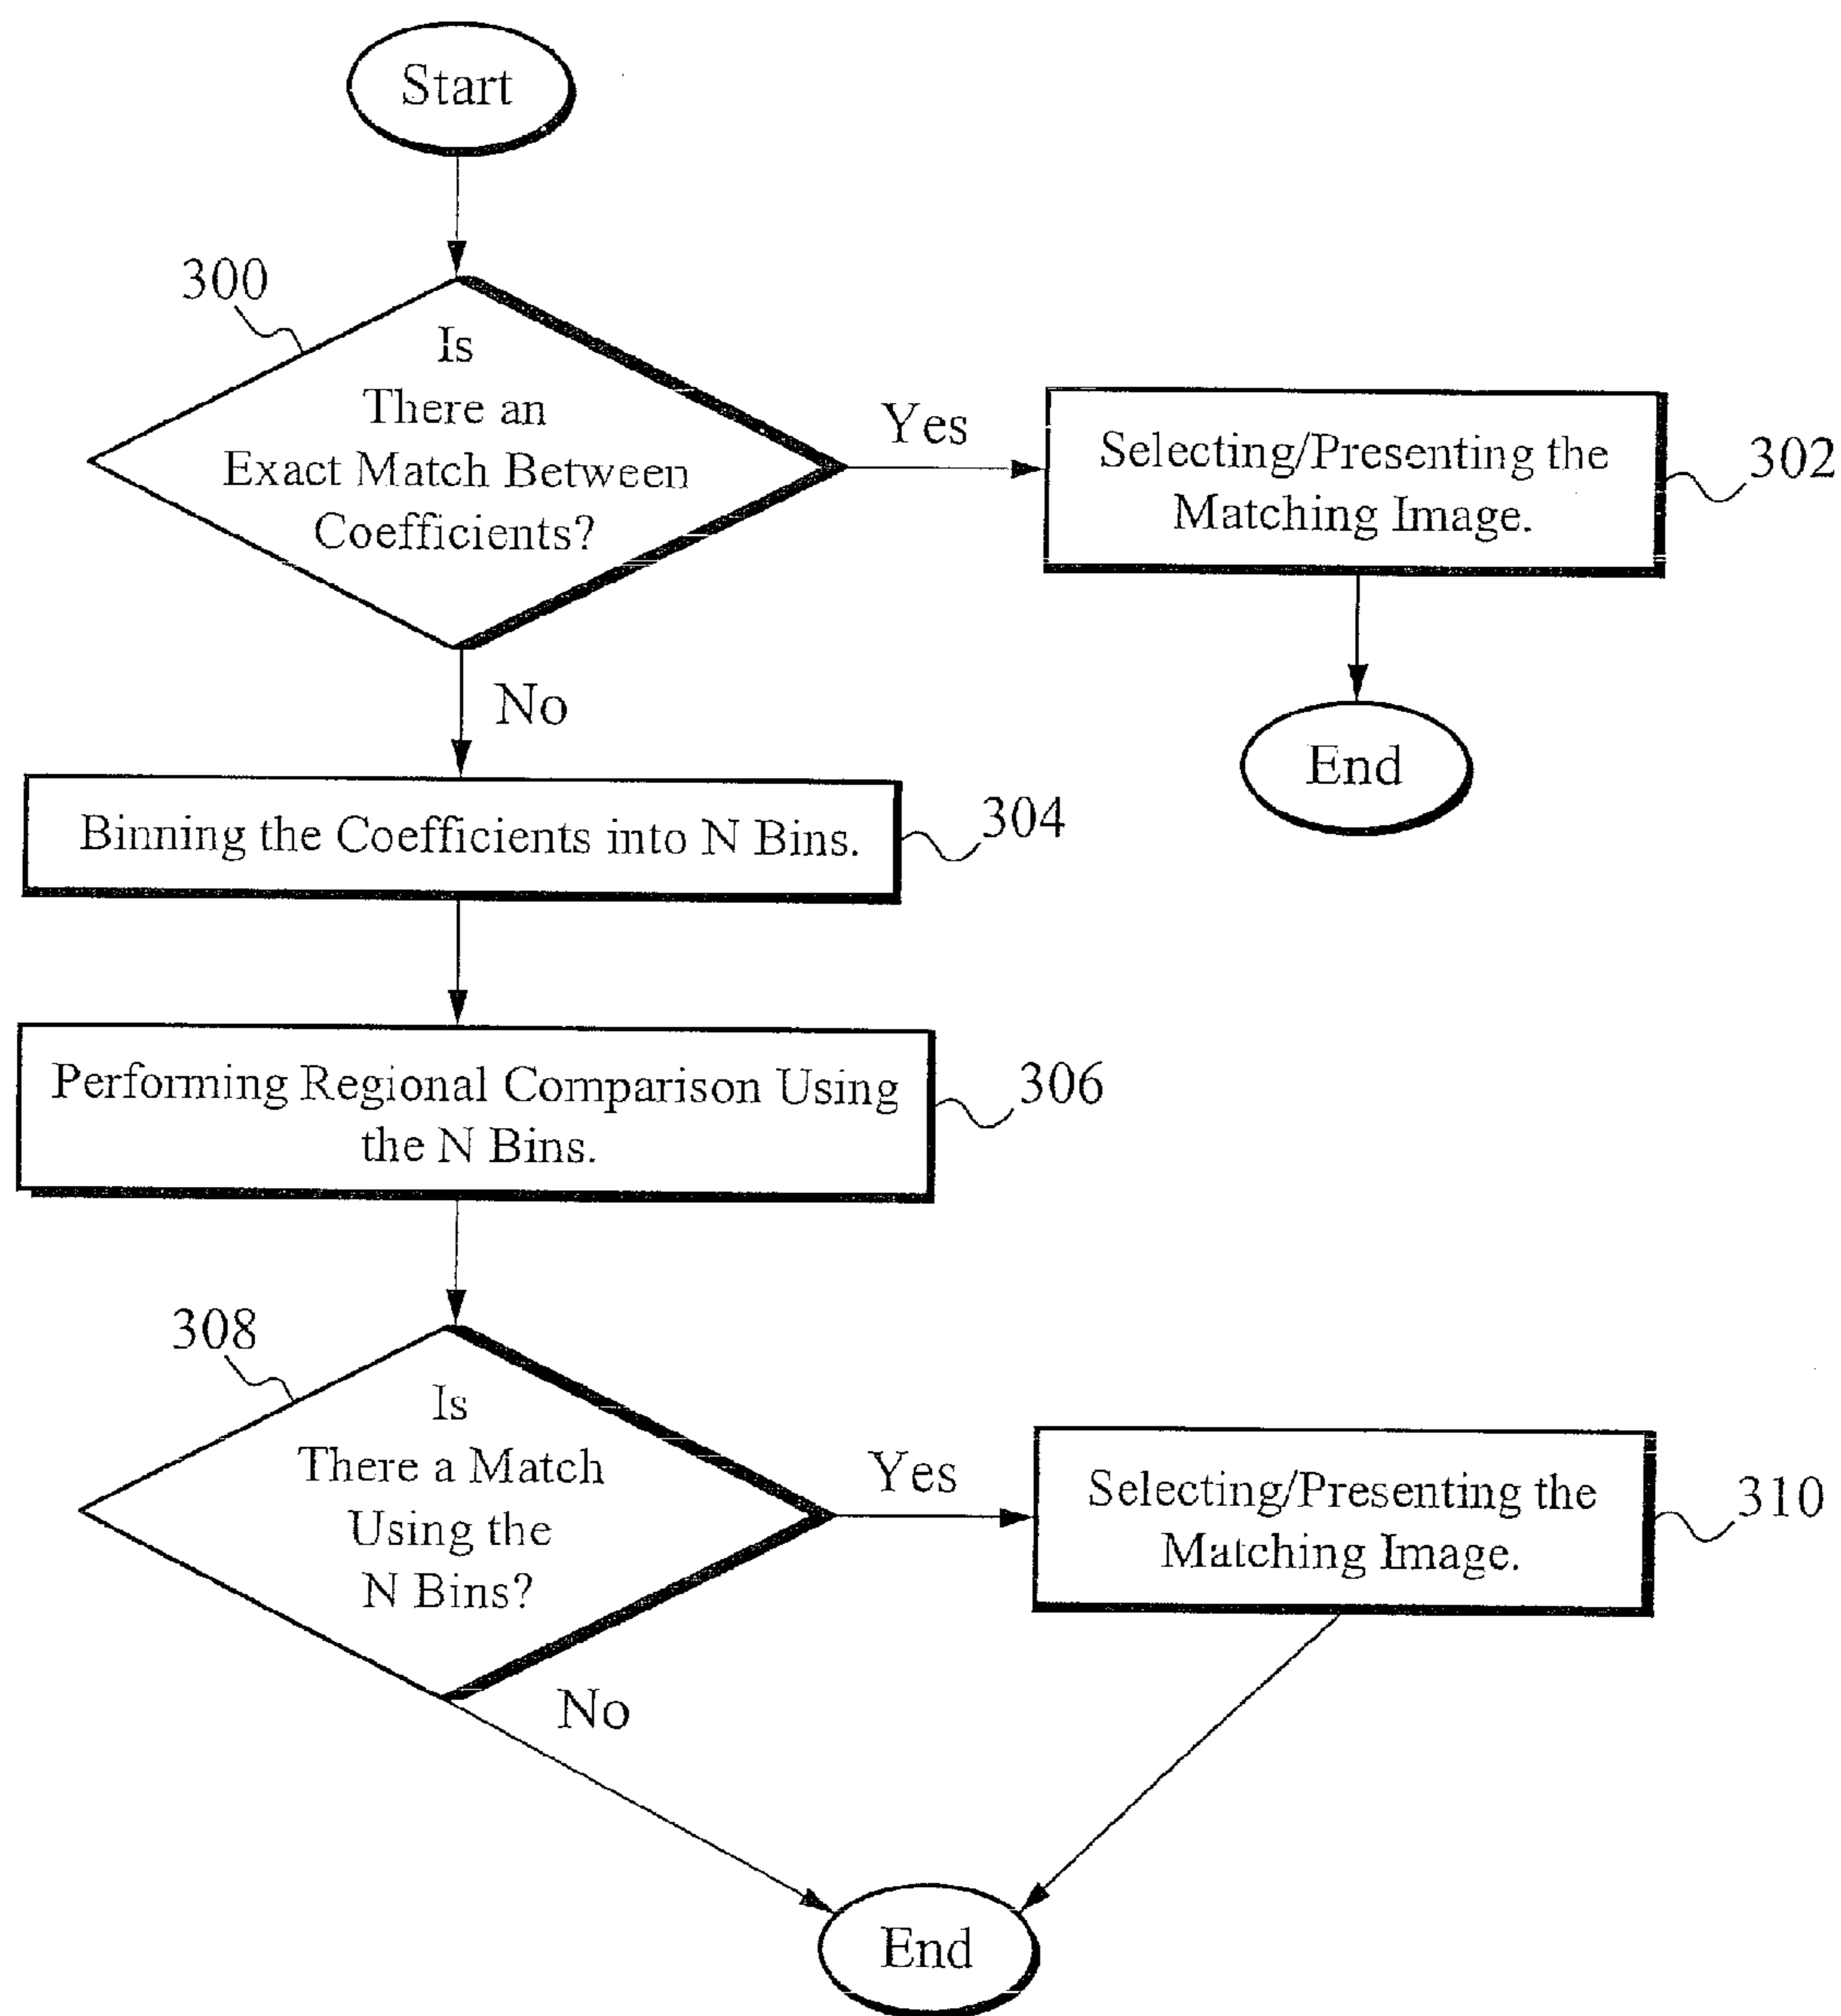 Start
300
Is
There an
Exact Match Between
Coefficients?
Yes
Selecting/Presenting the
Matching Image.
302
End
No
Binning the Coefficients into N Bins.
304
Performing Regional Comparison Using
the N Bins.
306
308
Is
There a Match
Using the
N Bins?
Yes
Selecting/Presenting the
Matching Image.
310
No
End